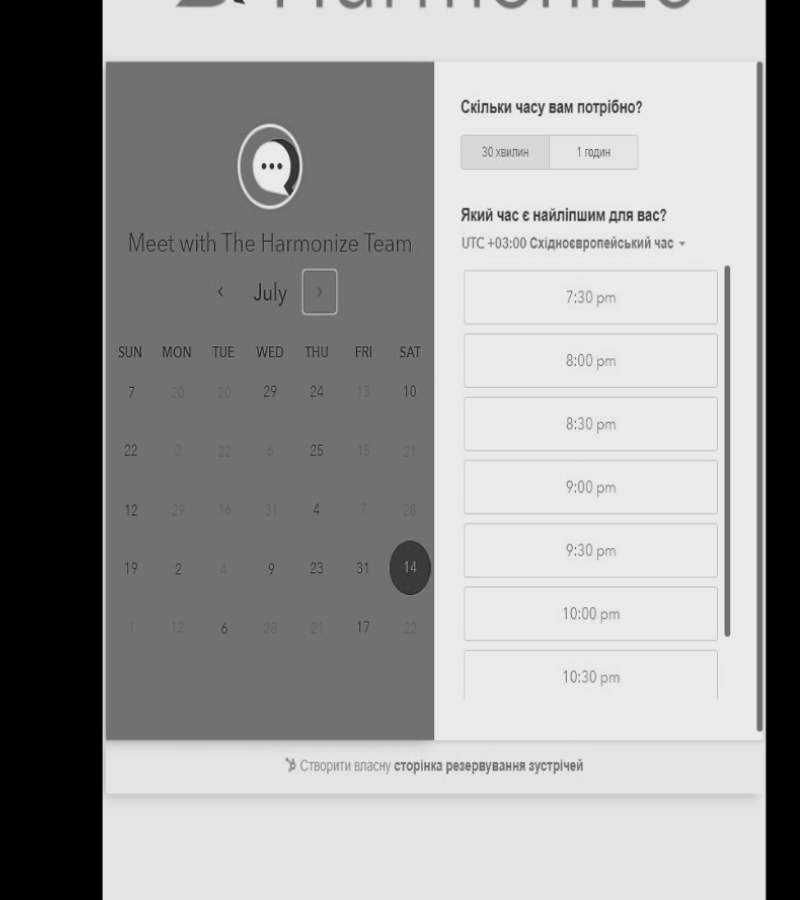 Harmonize
Meet with The Harmonize Team
‹ July ›
SUN MON TUE WED THU FRI SAT
7 20 20 29 24 13 10
22 2 22 6 25 15 21
12 29 16 31 4 7 28
19 2 4 9 23 31 14
1 12 6 28 21 17 22
Скільки часу вам потрібно?
30 хвилин 1 годин
Який час є найліпшим для вас?
UTC +03:00 Східноєвропейський час
7:30 pm
8:00 pm
8:30 pm
9:00 pm
9:30 pm
10:00 pm
10:30 pm
Створити власну сторінка резервування зустрічей